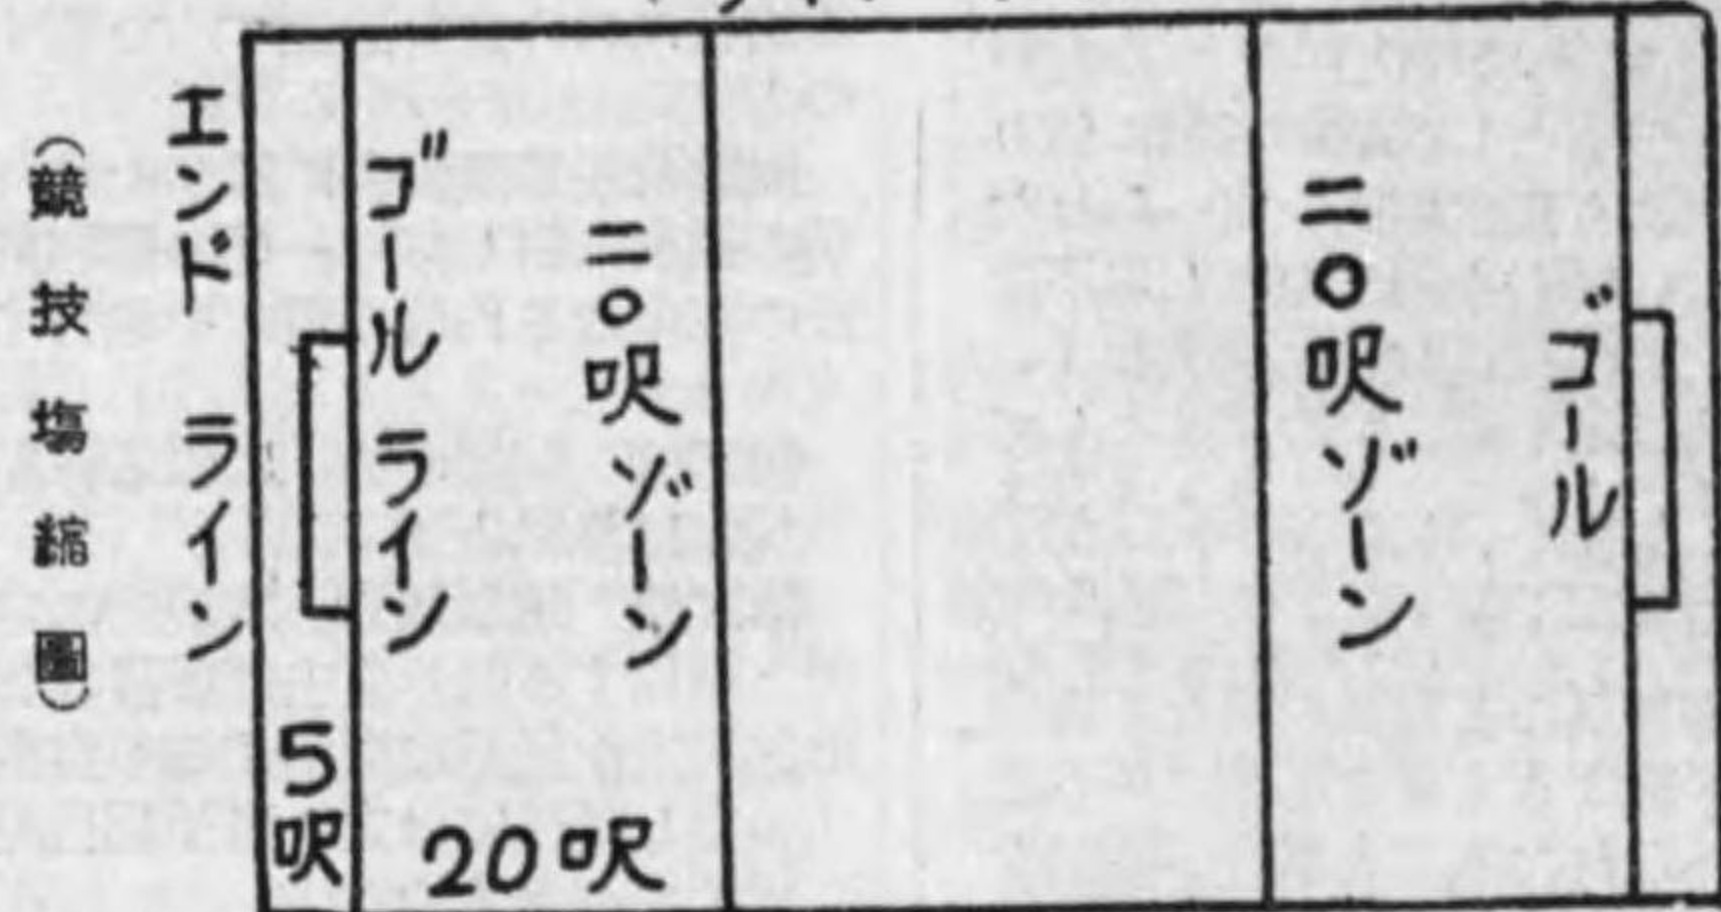 (競技場縮圖)
エンド ライン
5呎
ゴール ライン
二〇呎 ゾーン
20呎
二〇呎 ゾーン
ゴール